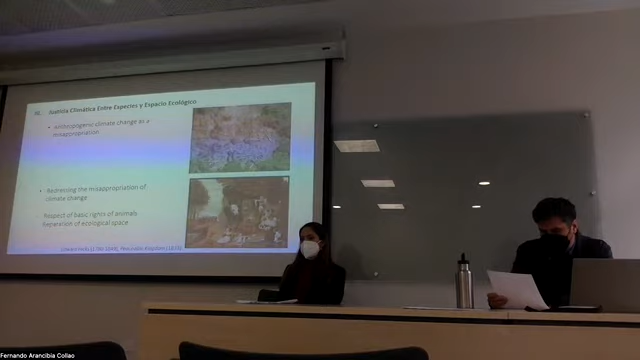 Justicia Climática Entre Especies y Espacio Ecológico
• Anthropogenic climate change as a
misappropriation
• Redressing the misappropriation of
climate change
Respect of basic rights of animals
Separation of ecological space
Fernando Arancibia Collao